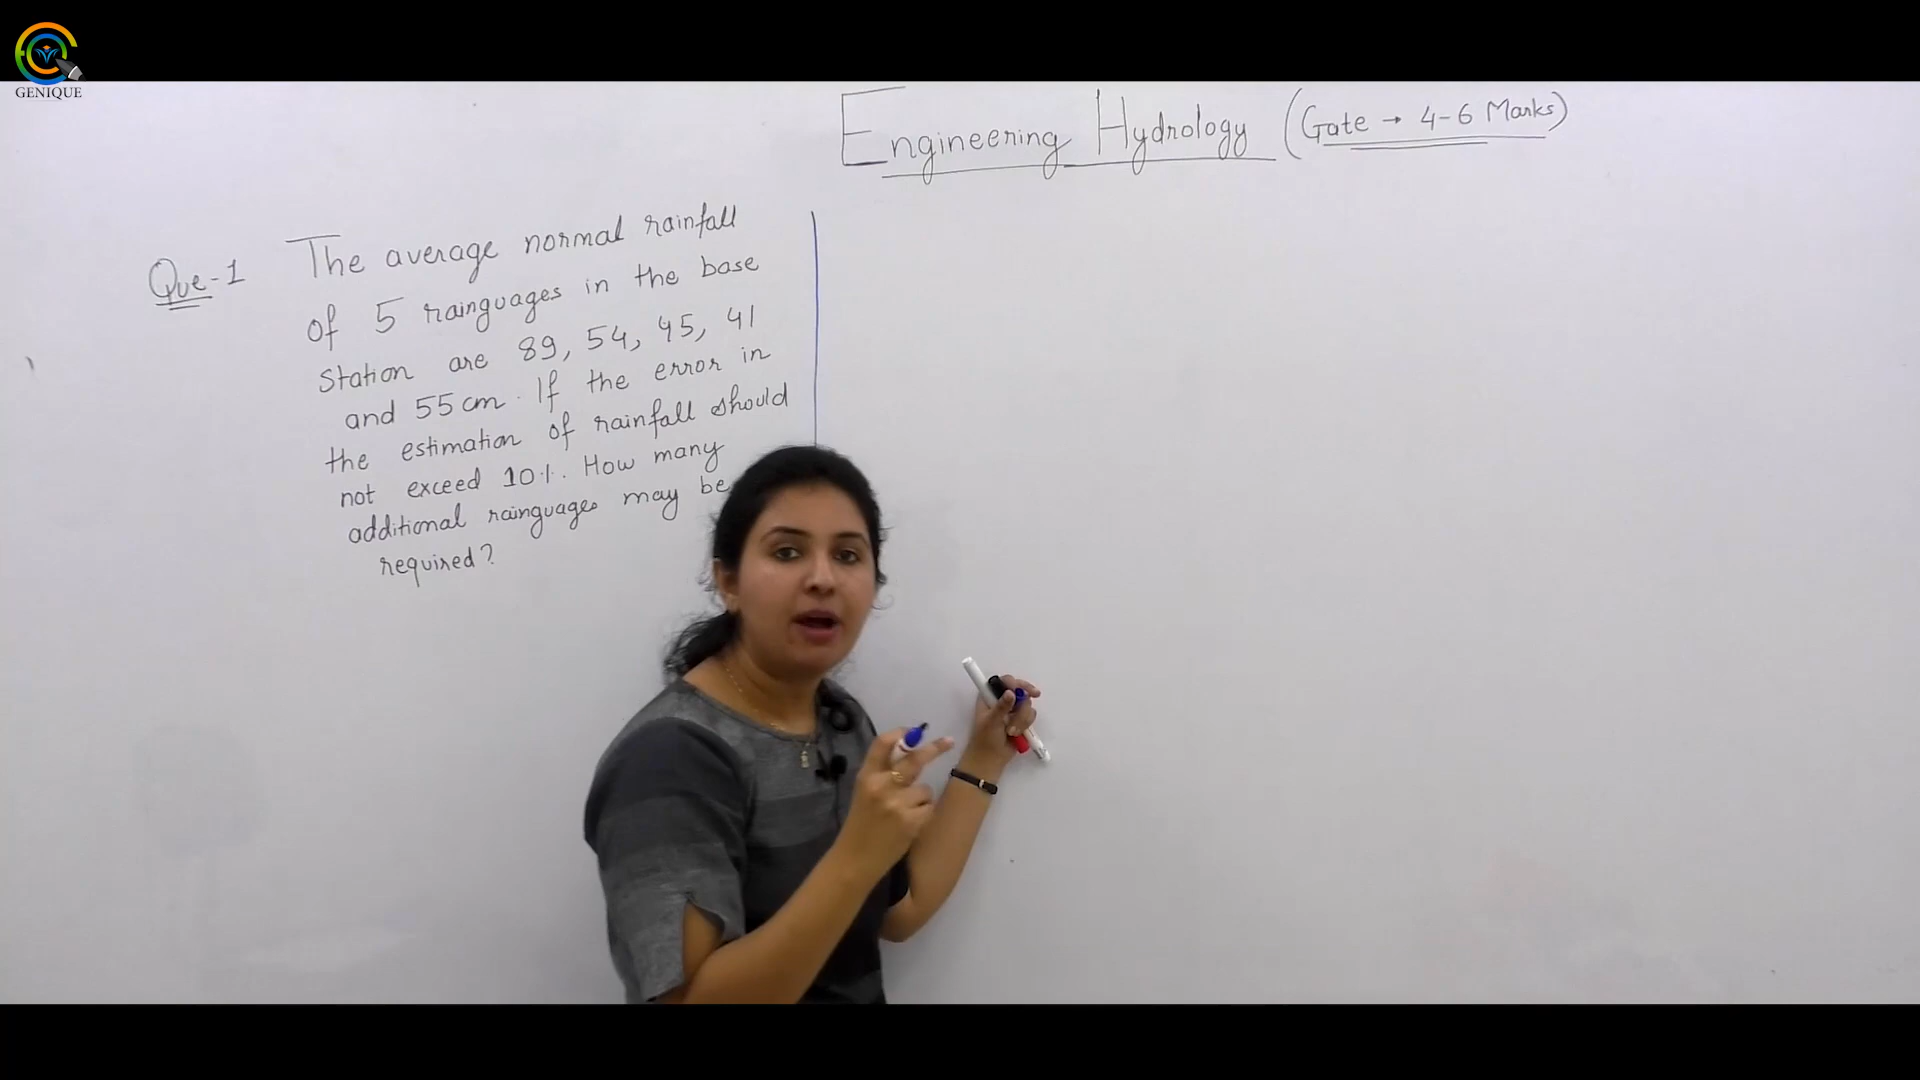 GENIQUE
Engineering Hydrology (Gate → 4-6 Marks)
Que-1 The average normal rainfall
of 5 rainguages in the base
station are 89, 54, 45, 41
and 55 cm. If the error in
the estimation of rainfall should
not exceed 10%. How many
additional rainguages may be
required?